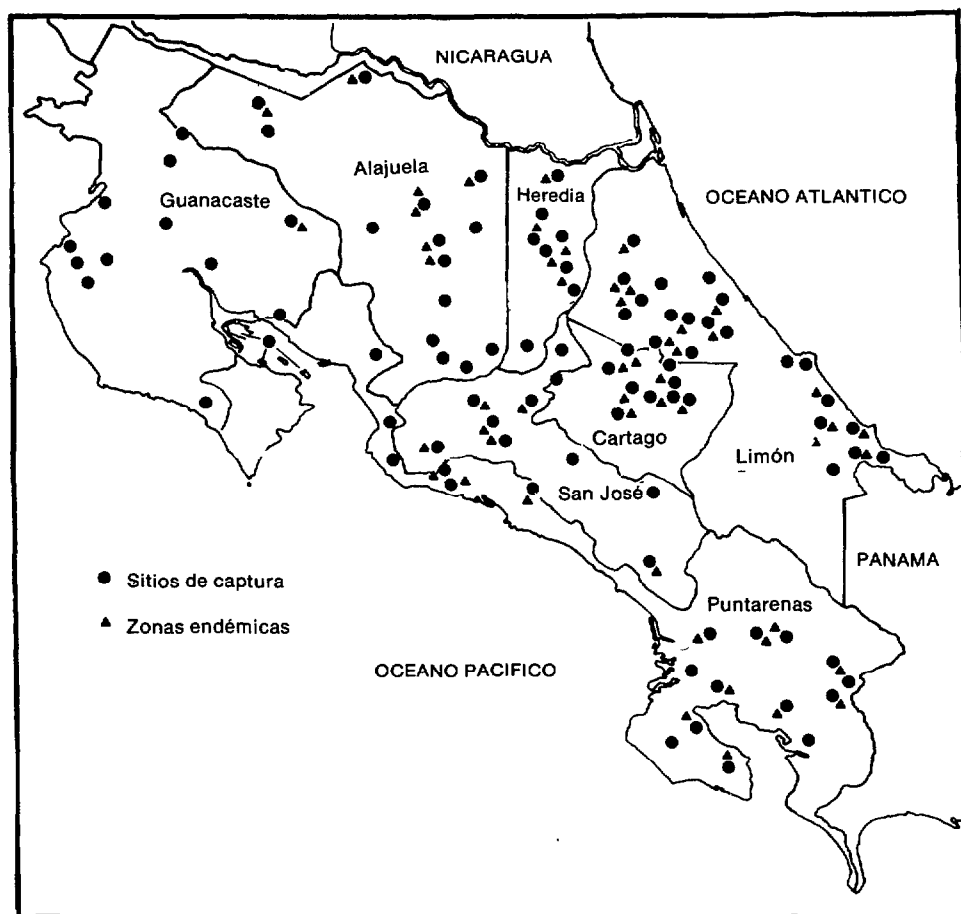 NICARAGUA
Alajuela
Guanacaste
Heredia
OCEANO ATLANTICO
Cartago
Limón
San José
PANAMA
Sitios de captura
Puntarenas
Zonas endémicas
OCEANO PACIFICO